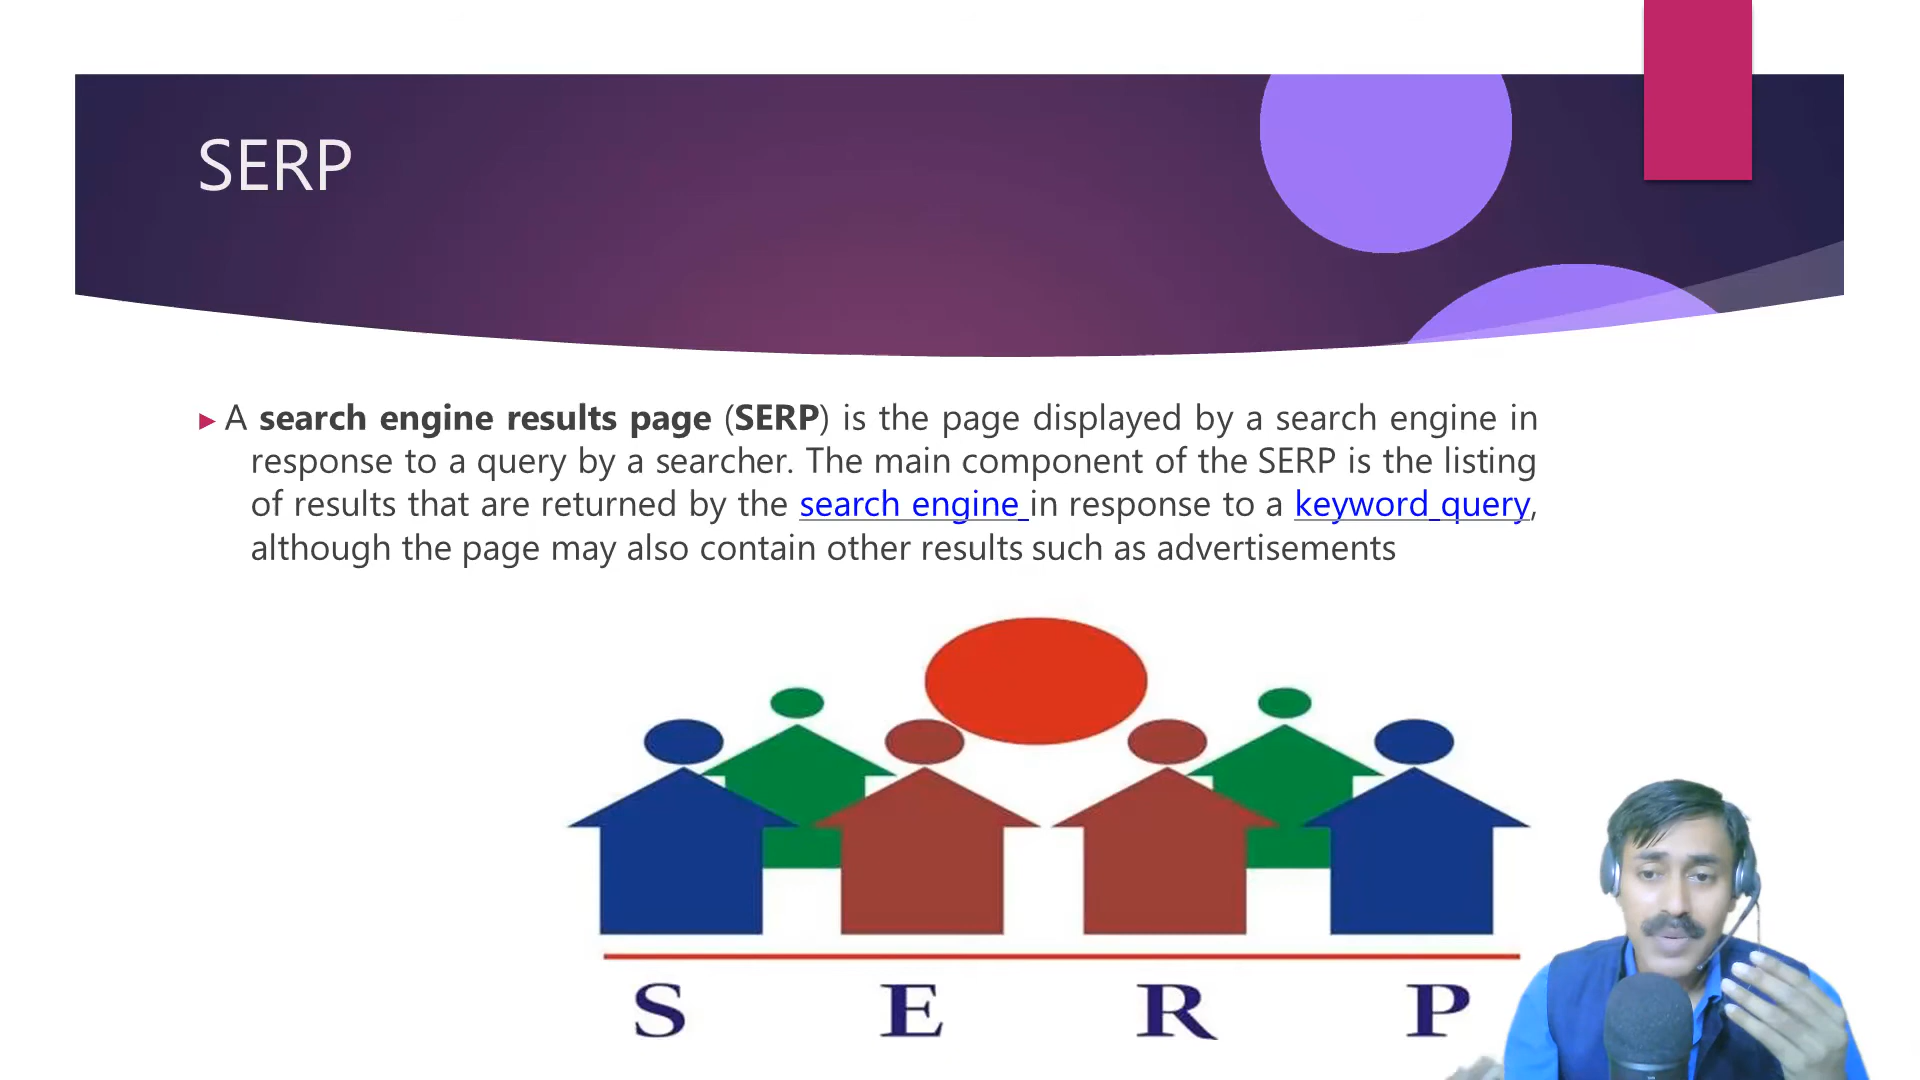 SERP
A search engine results page (SERP) is the page displayed by a search engine in
response to a query by a searcher. The main component of the SERP is the listing
of results that are returned by the search engine in response to a keyword query,
although the page may also contain other results such as advertisements
S E R P